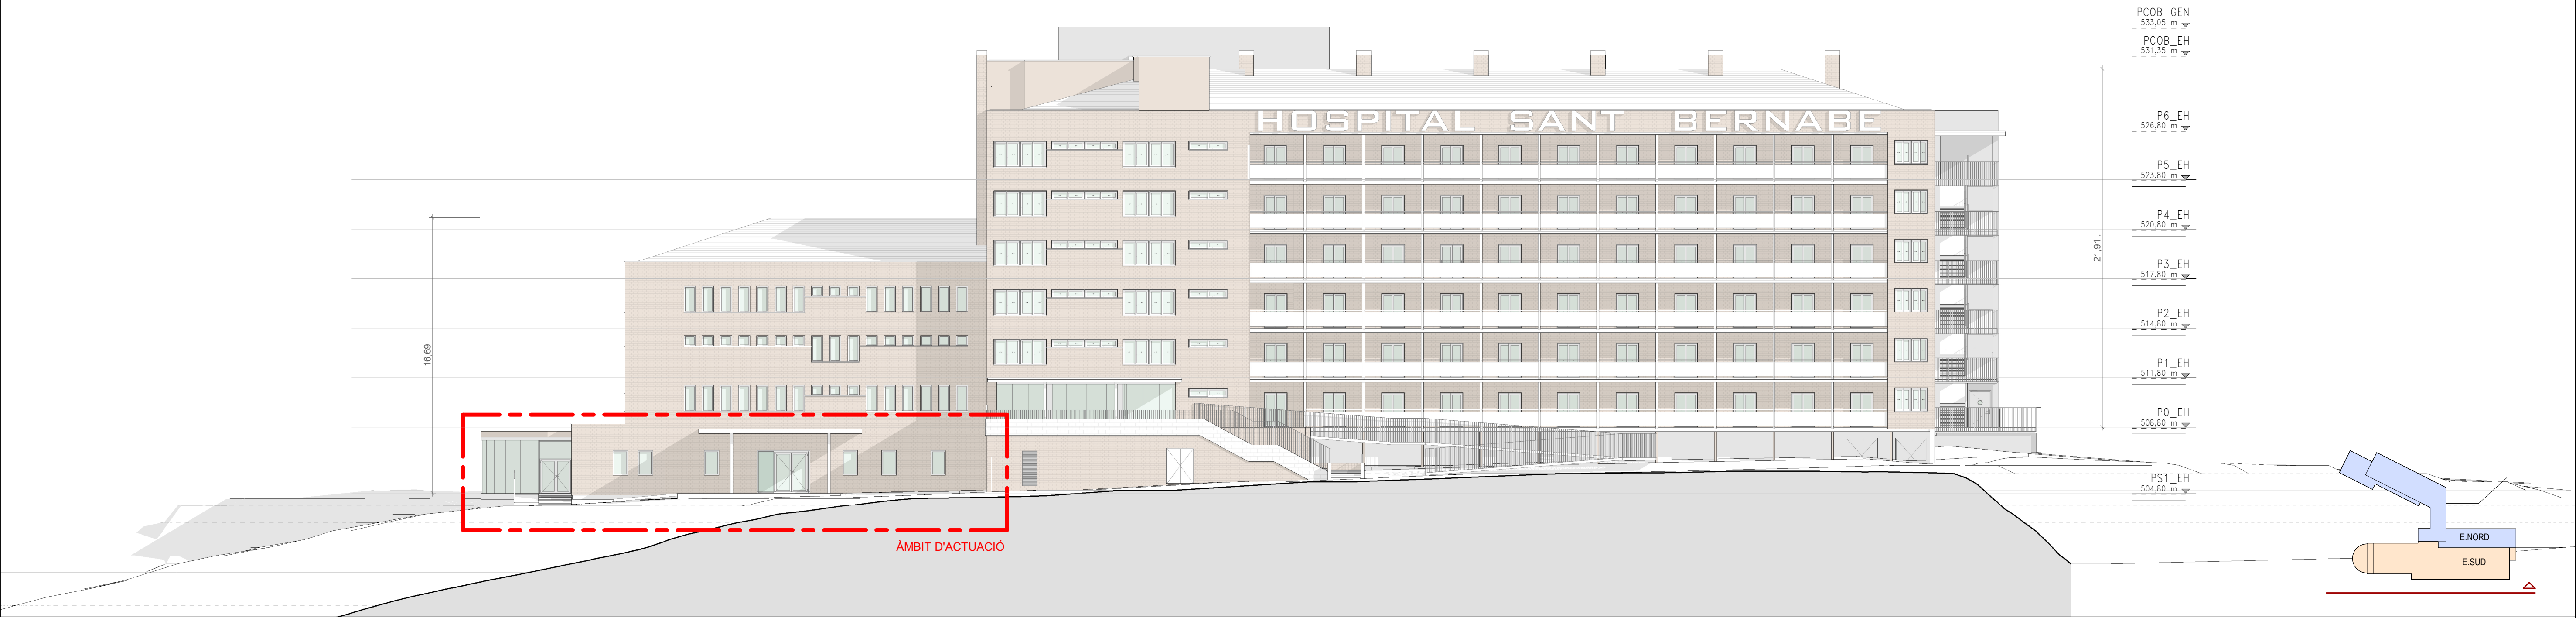 PCOB_GEN
533,05 m
PCOB_EH
531,35 m
HOSPITAL SANT BERNABE
P6_EH
526,80 m
P5_EH
523,80 m
P4_EH
520,80 m
21,91
P3_EH
517,80 m
P2_EH
514,80 m
16,69
P1_EH
511,80 m
P0_EH
508,80 m
PS1_EH
504,80 m
ÀMBIT D'ACTUACIÓ
E.NORD
E.SUD